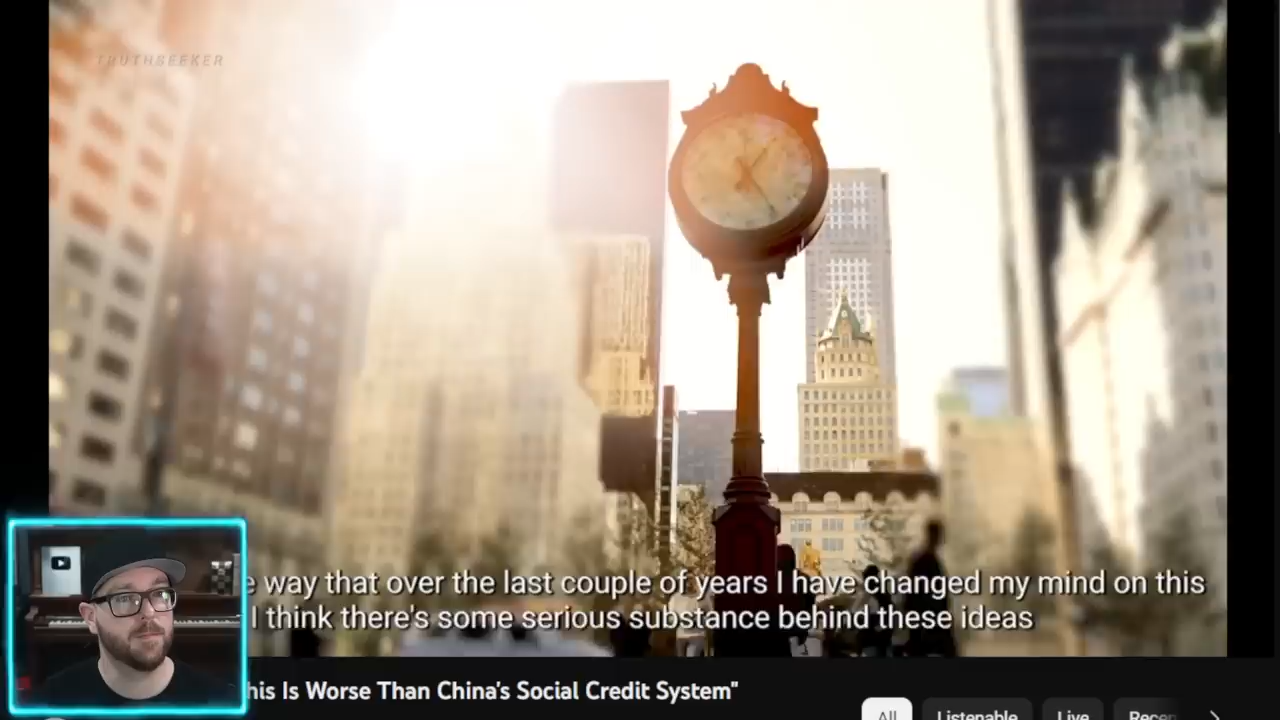 TRUTHSEEKER
e way that over the last couple of years I have changed my mind on this
I think there's some serious substance behind these ideas
his Is Worse Than China's Social Credit System"
All
Listenable
Live
Recen